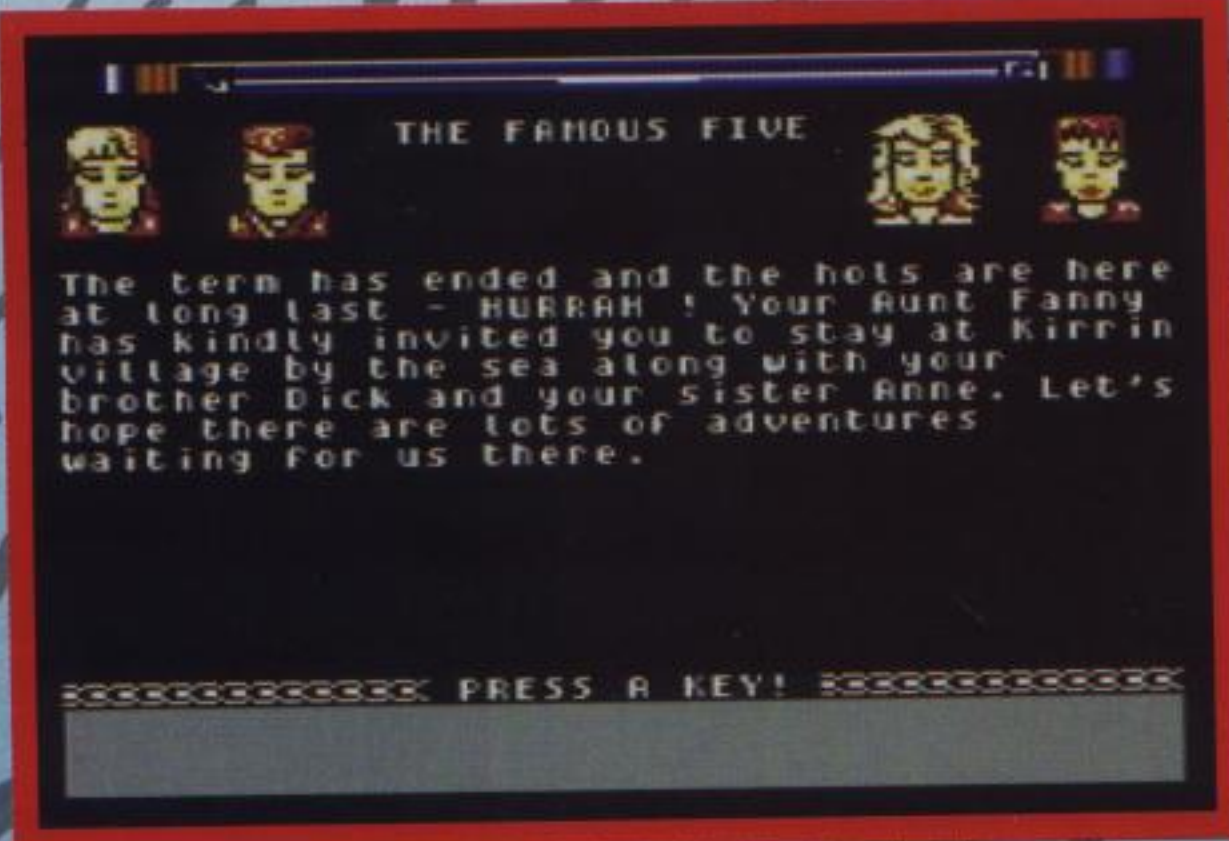 THE FAMOUS FIVE
The term has ended and the hols are here
at long last - HURRAH ! Your Aunt Fanny
has kindly invited you to stay at Kirrin
village by the sea along with your
brother Dick and your sister Anne. Let's
hope there are lots of adventures
waiting for us there.
PRESS A KEY!